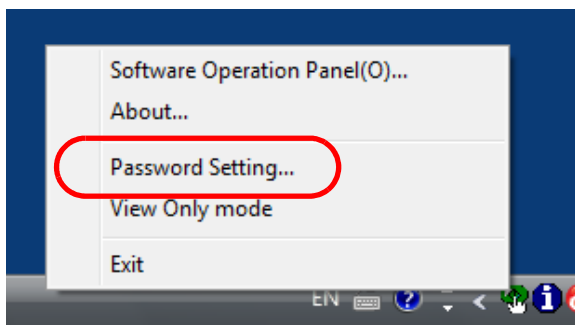 Software Operation Panel(O)...
About...
Password Setting...
View Only mode
Exit
EN